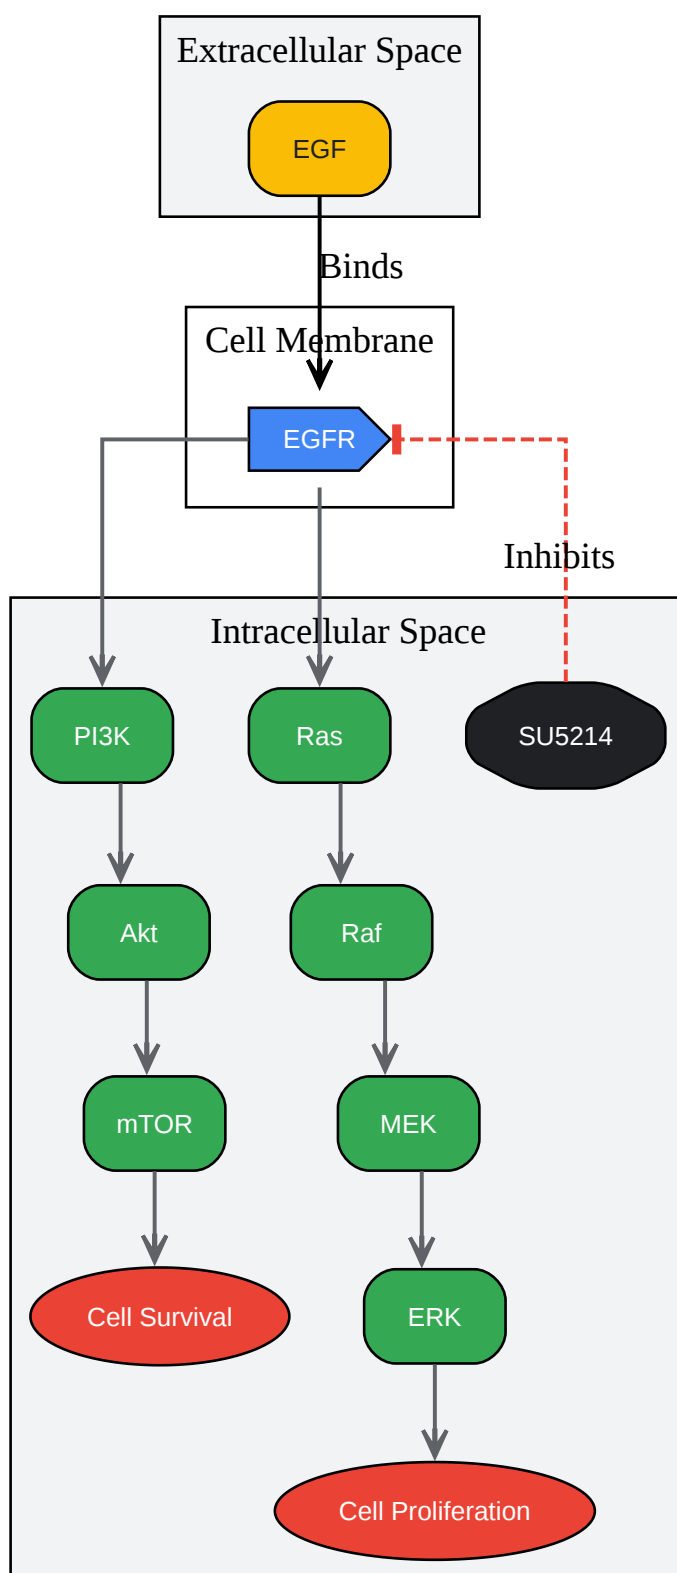 Extracellular Space
EGF
Binds
Cell Membrane
EGFR
Inhibits
Intracellular Space
PI3K
Ras
SU5214
Akt
Raf
mTOR
MEK
Cell Survival
ERK
Cell Proliferation